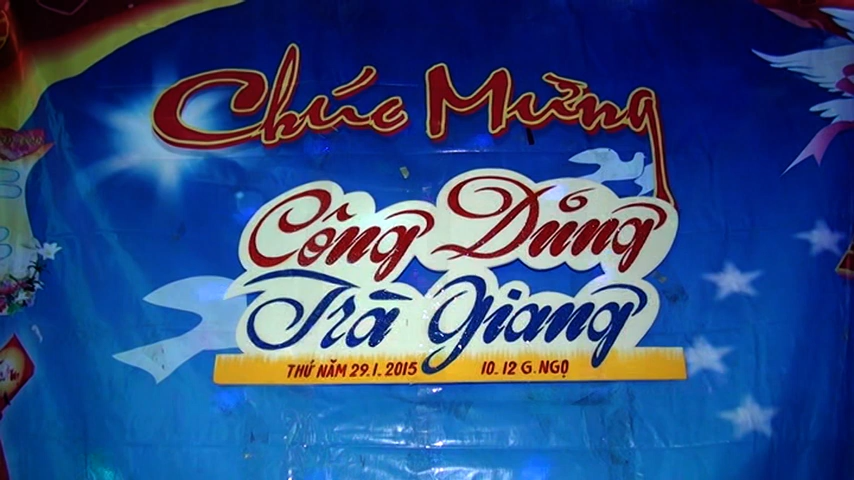 Chúc Mừng
Công Dũng
Trà Giang
THỨ NĂM 29.1.2015 10-12 G.NGỌ